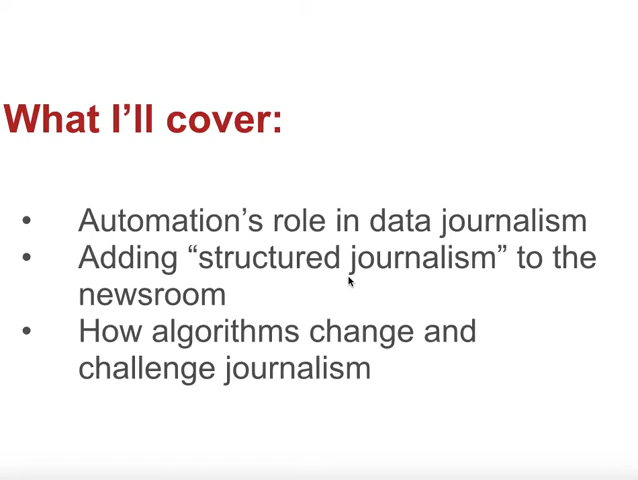 What I’ll cover:
• Automation’s role in data journalism
• Adding “structured journalism” to the
newsroom
• How algorithms change and
challenge journalism